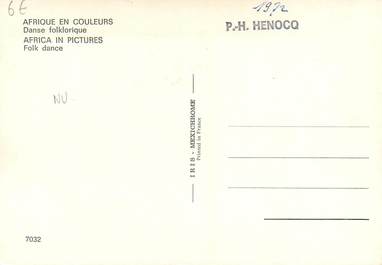 6€
AFRIQUE EN COULEURS
Danse folklorique
AFRICA IN PICTURES
Folk dance
1972
P.-H. HENOCQ
NU
IRIS - MEXICHROME
Printed in France
7032